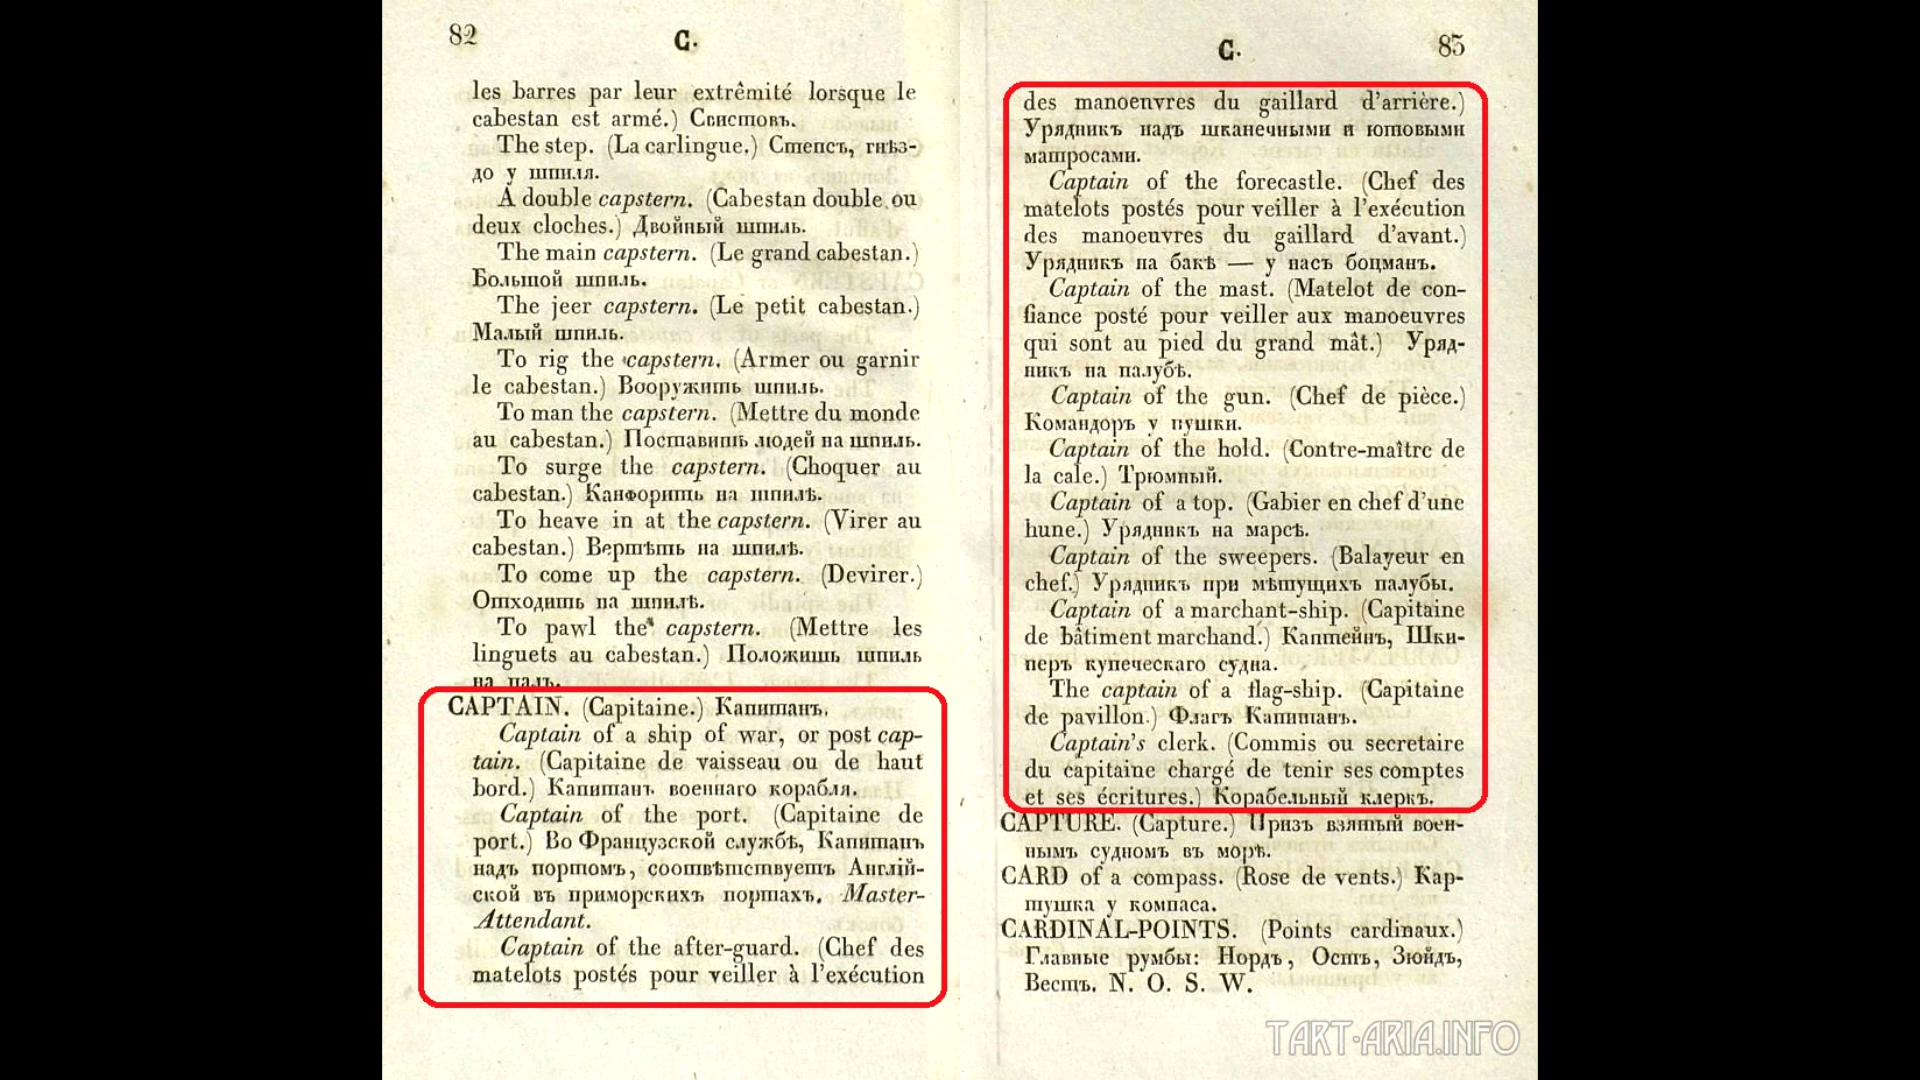 82
С.
les barres par leur extrêmité lorsque le
cabestan est armé.) Свистовъ.
The step. (La carlingue.) Степсъ, гнѣз-
до у шпиля.
A double capstern. (Cabestan double ou
deux cloches.) Двойный шпиль.
The main capstern. (Le grand cabestan.)
Большой шпиль.
The jeer capstern. (Le petit cabestan.)
Малый шпиль.
To rig the capstern. (Armer ou garnir
le cabestan.) Вооружить шпиль.
To man the capstern. (Mettre du monde
au cabestan.) Поставить людей на шпиль.
To surge the capstern. (Choquer au
cabestan.) Канфорить на шпилѣ.
To heave in at the capstern. (Virer au
cabestan.) Вертѣть на шпилѣ.
To come up the capstern. (Devirer.)
Отходить на шпилѣ.
To pawl the capstern. (Mettre les
linguets au cabestan.) Положишь шпиль
на палъ.
CAPTAIN. (Capitaine.) Капитанъ.
Captain of a ship of war, or post cap-
tain. (Capitaine de vaisseau ou de haut
bord.) Капитанъ военнаго корабля.
Captain of the port. (Capitaine de
port.) Во Французской службѣ, Капитанъ
надъ портомъ, соотвѣтствуетъ Англій-
ской въ приморскихъ портахъ. Master-
Attendant.
Captain of the after-guard. (Chef des
matelots postés pour veiller à l'exécution
С.
83
des manoeuvres du gaillard d'arrière.)
Урядникъ надъ шканечными и ютовыми
матросами.
Captain of the forecastle. (Chef des
matelots postés pour veiller à l'exécution
des manoeuvres du gaillard d'avant.)
Урядникъ на бакѣ — у насъ боцманъ.
Captain of the mast. (Matelot de con-
fiance posté pour veiller aux manoeuvres
qui sont au pied du grand mât.) Уряд-
никъ на палубѣ.
Captain of the gun. (Chef de pièce.)
Командоръ у пушки.
Captain of the hold. (Contre-maître de
la cale.) Трюмный.
Captain of a top. (Gabier en chef d'une
hune.) Урядникъ на марсѣ.
Captain of the sweepers. (Balayeur en
chef.) Урядникъ при мѣтущихъ палубы.
Captain of a marchant-ship. (Capitaine
de bâtiment marchand.) Каптейнъ, Шки-
перъ купеческаго судна.
The captain of a flag-ship. (Capitaine
de pavillon.) Флагъ Капитанъ.
Captain's clerk. (Commis ou secretaire
du capitaine chargé de tenir ses comptes
et ses écritures.) Корабельный клеркъ.
CAPTURE. (Capture.) Призъ взятый воен-
нымъ судномъ въ морѣ.
CARD of a compass. (Rose de vents.) Кар-
тушка у компаса.
CARDINAL-POINTS. (Points cardinaux.)
Главные румбы: Нордъ, Остъ, Зюйдъ,
Вестъ. N. O. S. W.
TART-ARIA.INFO